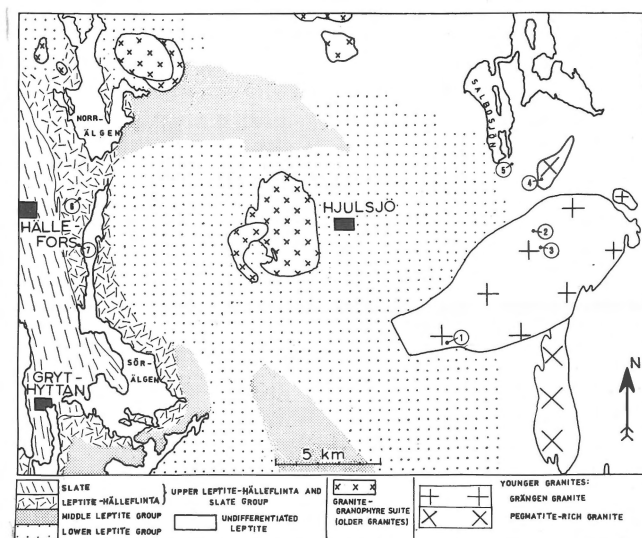 NORR-
ÄLGEN
SALBOSJÖN
5
4
6
HÄLLE
FORS
7
HJULSJÖ
2
3
1
SÖR-
ÄLGEN
GRYT-
HYTTAN
N
5 km
SLATE
LEPTITE-HÄLLEFLINTA
MIDDLE LEPTITE GROUP
LOWER LEPTITE GROUP
UPPER LEPTITE-HÄLLEFLINTA AND
SLATE GROUP
UNDIFFERENTIATED
LEPTITE
GRANITE-
GRANOPHYRE SUITE
(OLDER GRANITES)
YOUNGER GRANITES:
GRÄNGEN GRANITE
PEGMATITE-RICH GRANITE